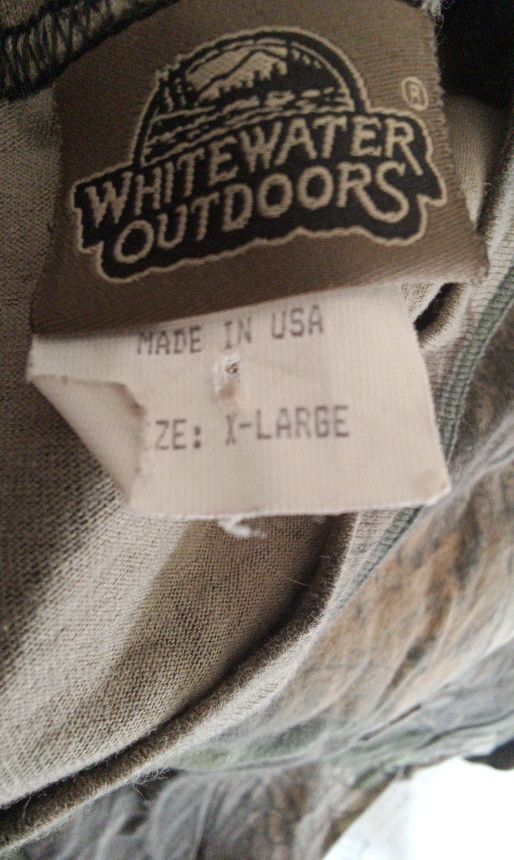 WHITEWATER
OUTDOORS
®
MADE IN USA
ZE: X-LARGE